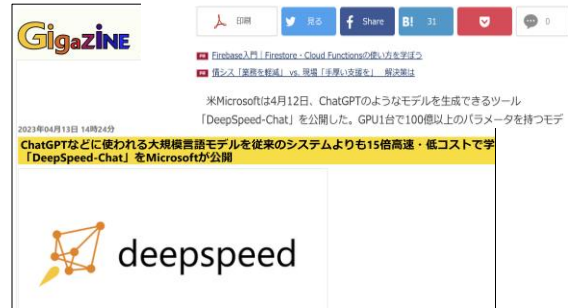 GigaZiNE
印刷
見る
Share
B! 31
0
PR Firebase入門｜Firestore・Cloud Functionsの使い方を学ぼう
PR 情シス「業務を軽減」 vs. 現場「手厚い支援を」 解決策は
米Microsoftは4月12日、ChatGPTのようなモデルを生成できるツール
「DeepSpeed-Chat」を公開した。GPU1台で100億以上のパラメータを持つモデ
2023年04月13日 14時24分
ChatGPTなどに使われる大規模言語モデルを従来のシステムよりも15倍高速・低コストで学
「DeepSpeed-Chat」をMicrosoftが公開
deepspeed